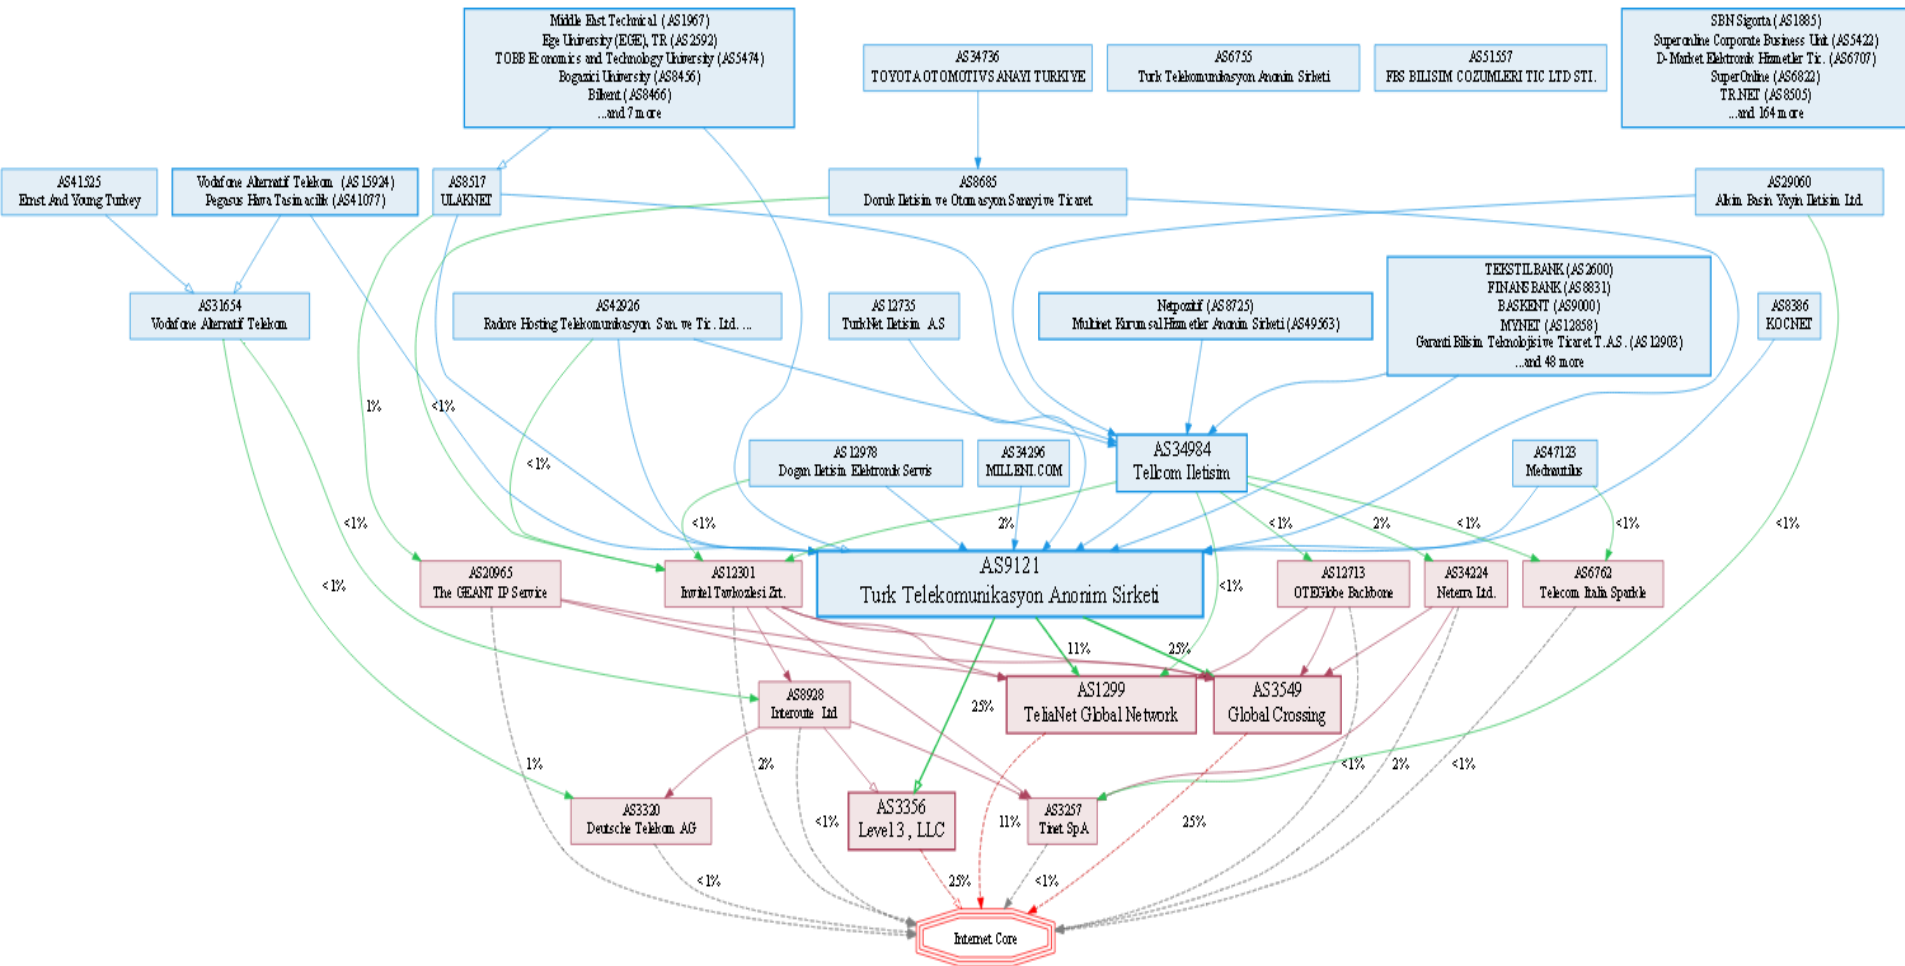 Middle East Technical (AS1967)
Ege University (EGE), TR (AS2592)
TOBB Economics and Technology University (AS5474)
Bogazici University (AS8456)
Bilkent (AS8466)
...and 7 more
AS34736
TOYOTA OTOMOTIV SANAYI TURKIYE
AS6755
Turk Telekomunikasyon Anonim Sirketi
AS51557
FBS BILISIM COZUMLERI TIC LTD STI.
SBN Sigorta (AS1885)
Superonline Corporate Business Unit (AS5422)
D-Market Elektronik Hizmetler Tic. (AS6707)
SuperOnline (AS6822)
TR.NET (AS8505)
...and 164 more
AS41525
Ernst And Young Turkey
Vodafone Alternatif Telekom (AS15924)
Pegasus Hava Tasimacilik (AS41077)
AS8517
ULAKNET
AS8685
Doruk Iletisim ve Otomasyon Sanayi ve Ticaret
AS29060
Alvin Basin Yayin Iletisim Ltd.
AS31654
Vodafone Alternatif Telekom
AS42926
Radore Hosting Telekomunikasyon San. ve Tic. Ltd. ...
AS12735
TurkNet Iletisim A.S
Netpozitif (AS8725)
Multinet Kurumsal Hizmetler Anonim Sirketi (AS49563)
TEKSTILBANK (AS2600)
FINANSBANK (AS8831)
BASKENT (AS9000)
MYNET (AS12858)
Garanti Bilisim Teknolojisi ve Ticaret T.A.S. (AS12903)
...and 48 more
AS8386
KOCNET
1%
<1%
<1%
AS12978
Dogan Iletisin Elektronik Servis
AS34296
MILLENI.COM
AS34984
Tellcom Iletisim
AS47123
Mednautilus
<1%
<1%
2%
<1%
2%
<1%
<1%
<1%
AS20965
The GEANT IP Service
AS12301
Invitel Tavkozlesi Zrt.
AS9121
Turk Telekomunikasyon Anonim Sirketi
AS12713
OTEGlobe Backbone
AS34224
Neterra Ltd.
AS6762
Telecom Italia Sparkle
<1%
<1%
11%
25%
AS8928
Interoute Ltd
25%
AS1299
TeliaNet Global Network
AS3549
Global Crossing
1%
2%
<1%
2%
<1%
AS3320
Deutsche Telekom AG
<1%
AS3356
Level 3, LLC
11%
AS3257
Tinet SpA
25%
<1%
25%
<1%
Internet Core